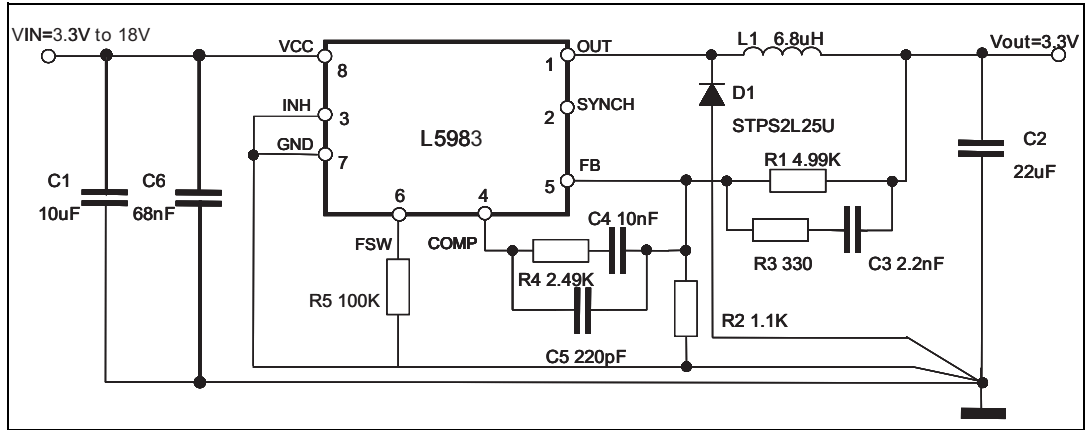 VIN=3.3V to 18V
VCC
8
INH
3
GND
7
L5983
OUT
1
SYNCH
2
FB
5
6
FSW
4
COMP
L1 6.8uH
Vout=3.3V
D1
STPS2L25U
C2
22uF
R1 4.99K
R3 330
C3 2.2nF
C1
10uF
C6
68nF
C4 10nF
R4 2.49K
R5 100K
C5 220pF
R2 1.1K